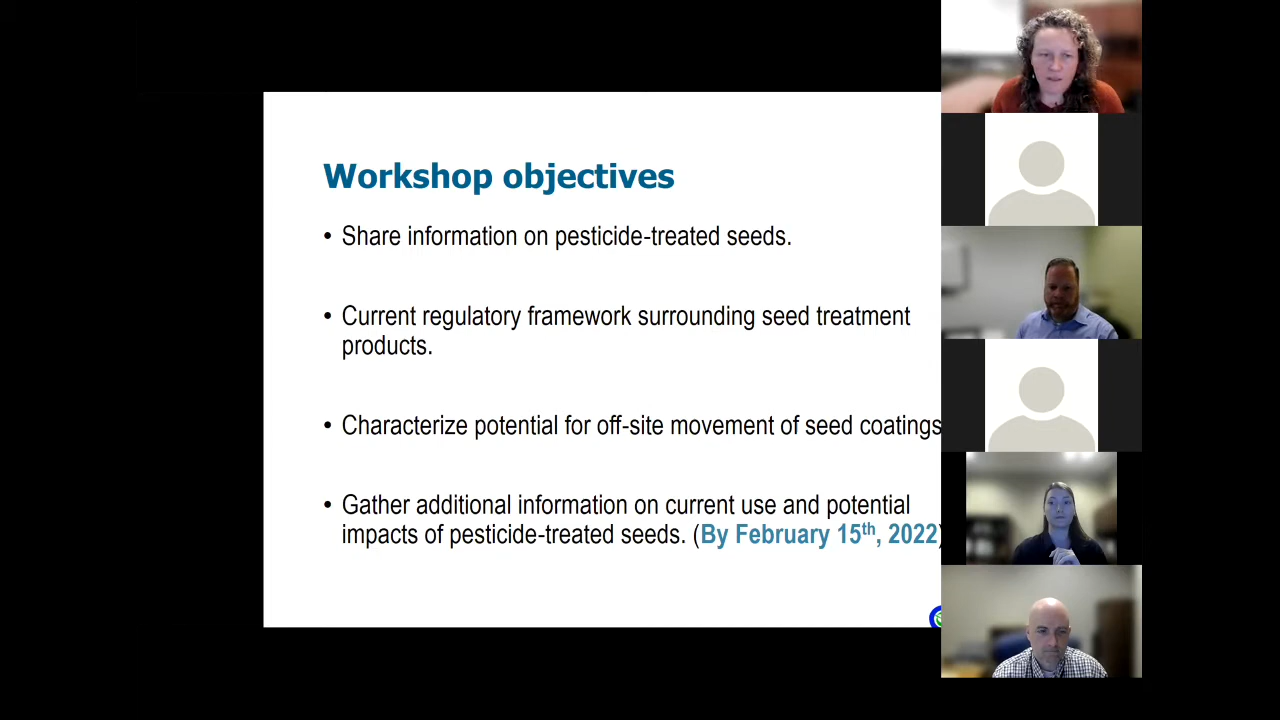 Workshop objectives
• Share information on pesticide-treated seeds.
• Current regulatory framework surrounding seed treatment
products.
• Characterize potential for off-site movement of seed coatings
• Gather additional information on current use and potential
impacts of pesticide-treated seeds. (By February 15th, 2022)